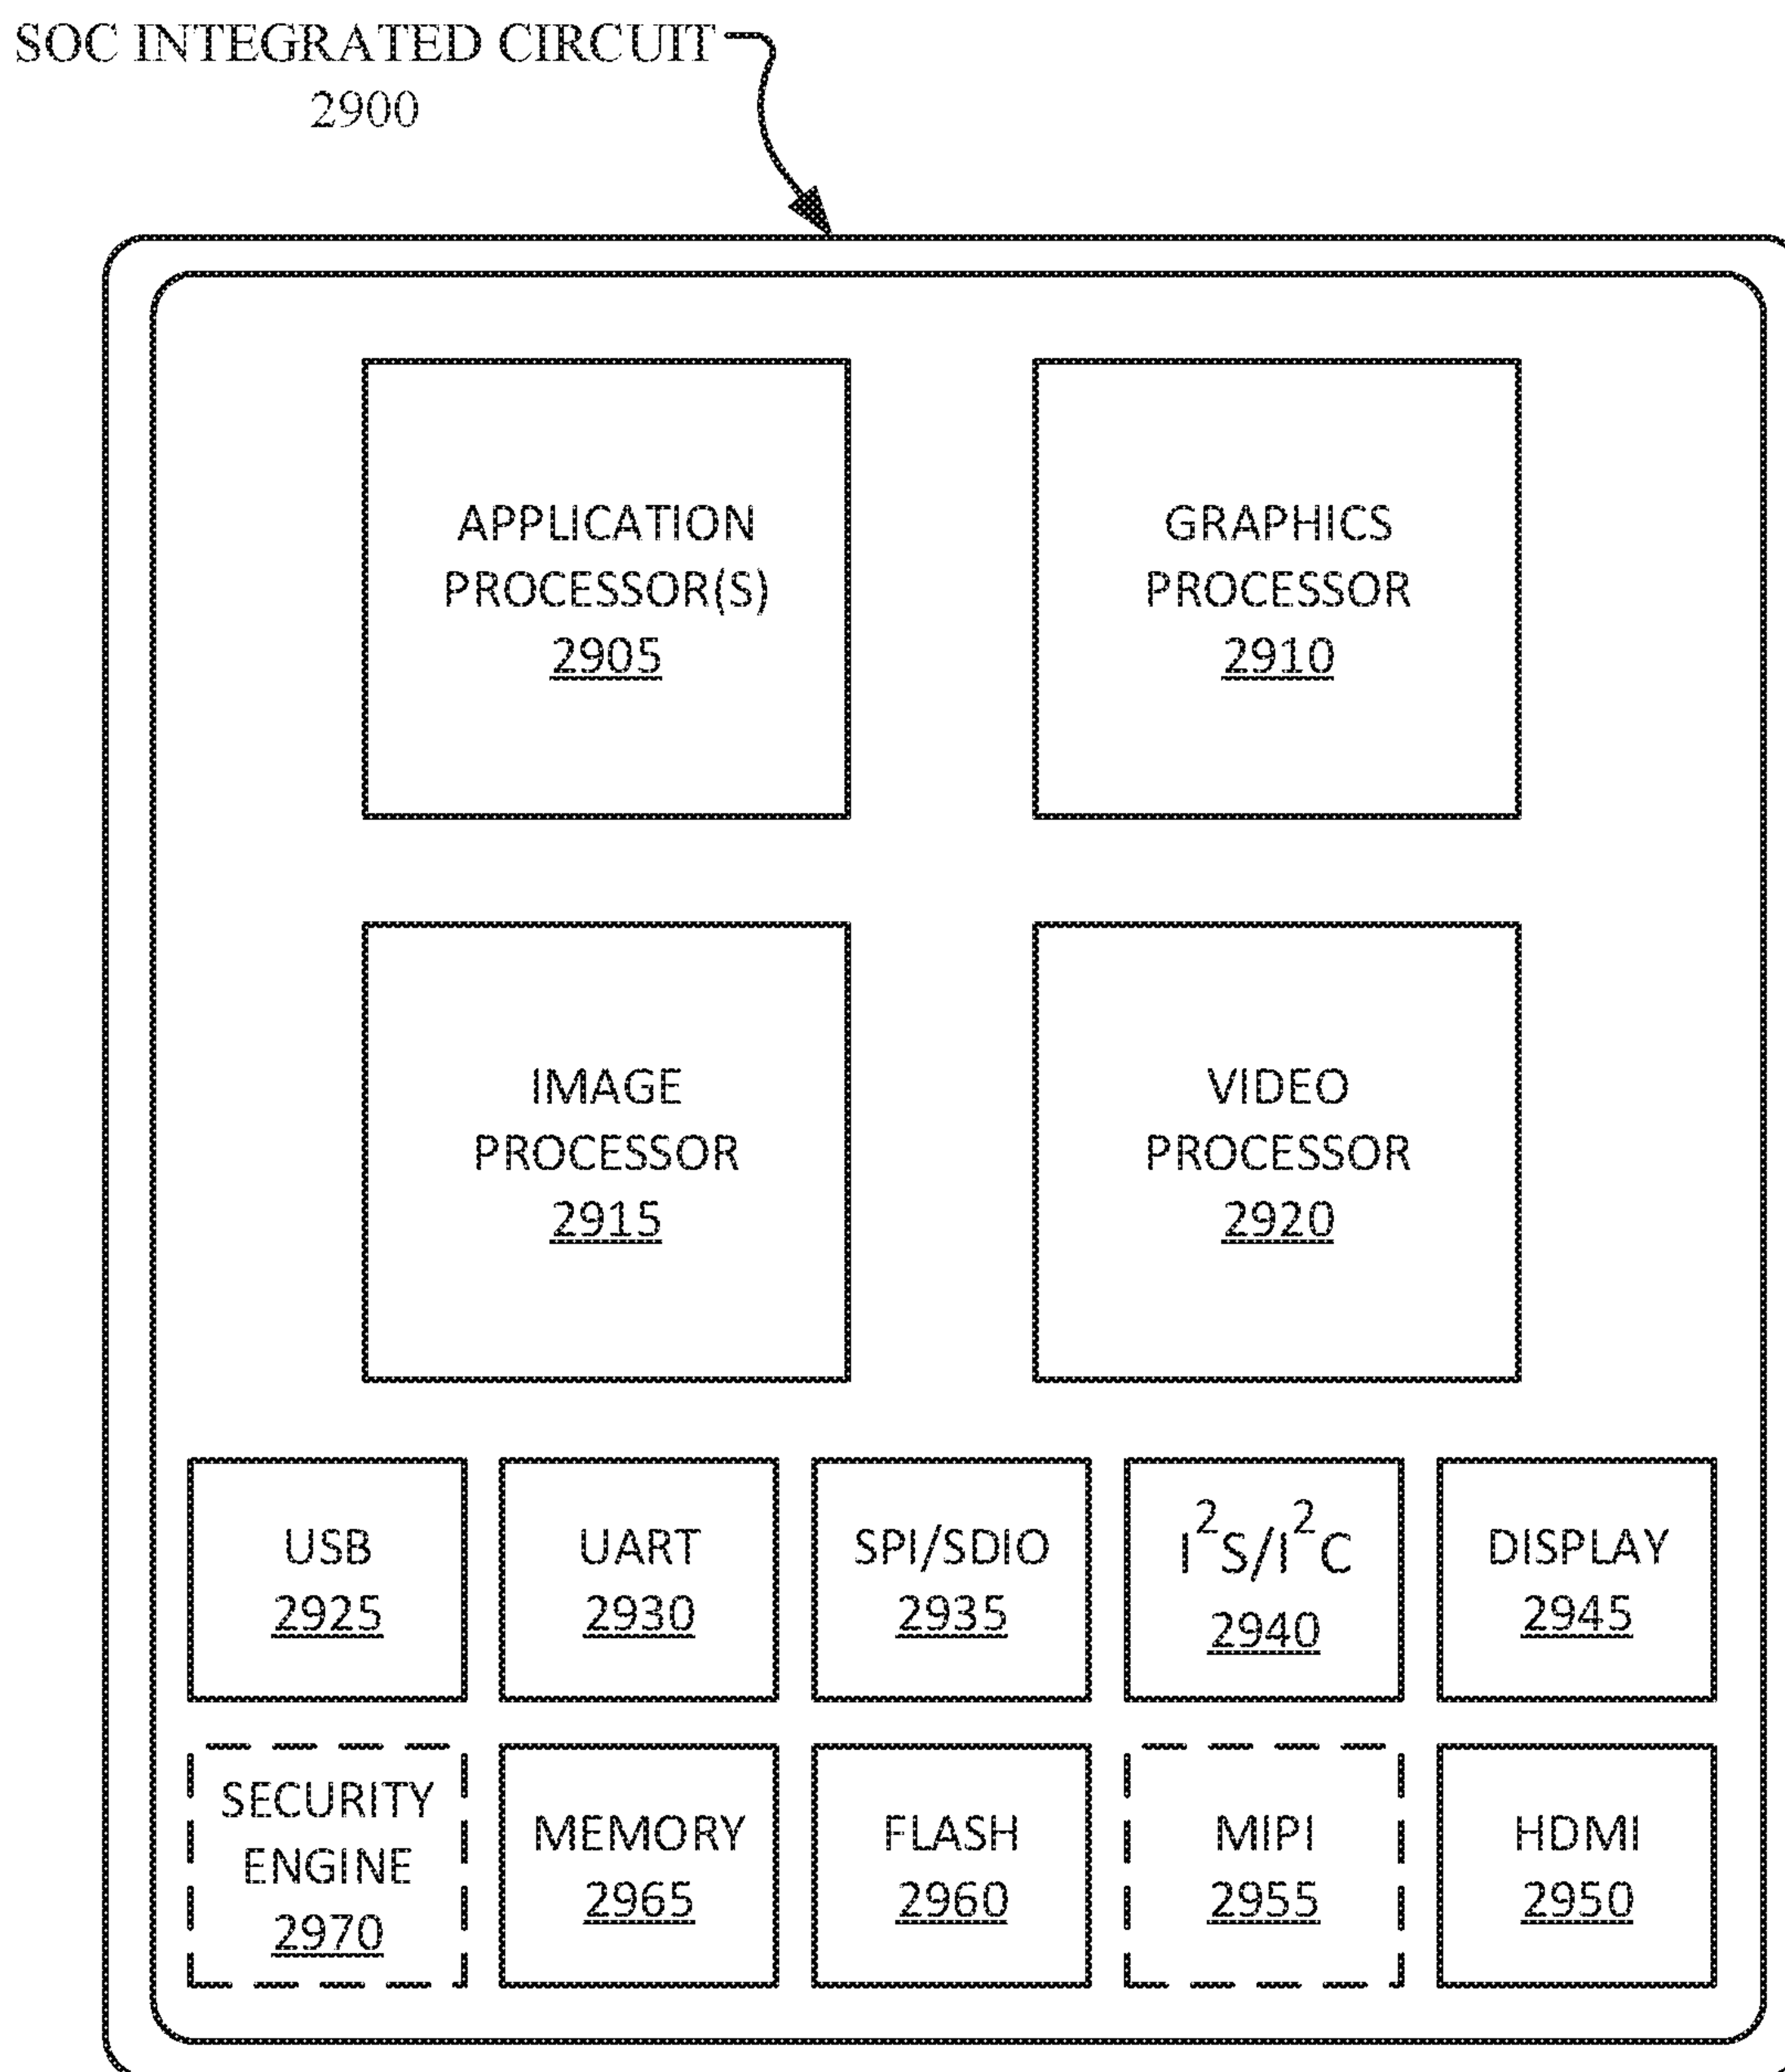 SOC INTEGRATED CIRCUIT
2900
APPLICATION
PROCESSOR(S)
2905
GRAPHICS
PROCESSOR
2910
IMAGE
PROCESSOR
2915
VIDEO
PROCESSOR
2920
USB
2925
UART
2930
SPI/SDIO
2935
I²S/I²C
2940
DISPLAY
2945
SECURITY
ENGINE
2970
MEMORY
2965
FLASH
2960
MIPI
2955
HDMI
2950